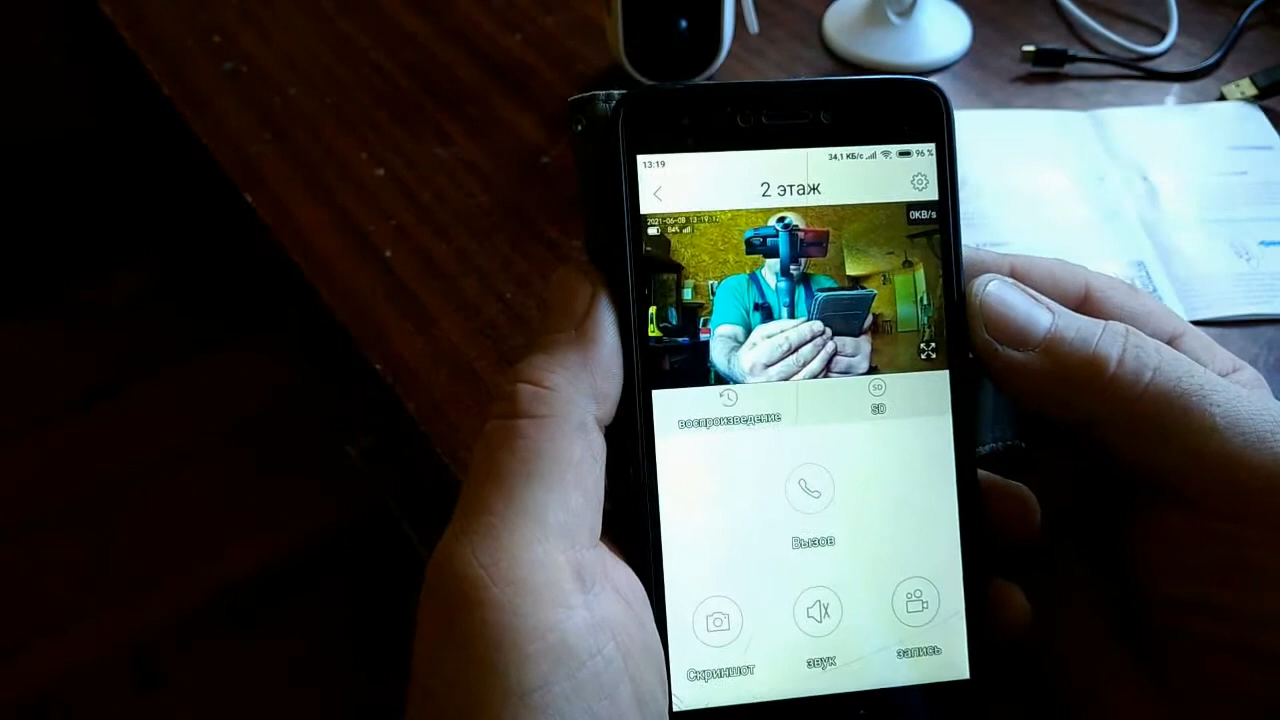 13:19 34,1 КБ/с 96 %
2 этаж
2021-06-08 13:19:17
84%
0KB/s
воспроизведение
SD
SD
Вызов
Скриншот
звук
запись